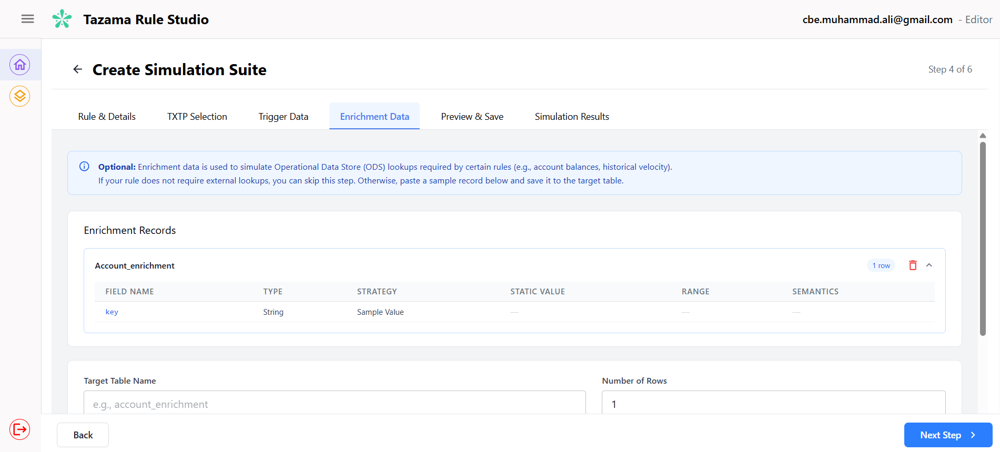 Tazama Rule Studio
cbe.muhammad.ali@gmail.com - Editor
Create Simulation Suite
Step 4 of 6
Rule & Details
TXTP Selection
Trigger Data
Enrichment Data
Preview & Save
Simulation Results
Optional: Enrichment data is used to simulate Operational Data Store (ODS) lookups required by certain rules (e.g., account balances, historical velocity).
If your rule does not require external lookups, you can skip this step. Otherwise, paste a sample record below and save it to the target table.
Enrichment Records
Account_enrichment
1 row
FIELD NAME TYPE STRATEGY STATIC VALUE RANGE SEMANTICS
key String Sample Value — — —
Target Table Name
Number of Rows
e.g., account_enrichment
1
Back
Next Step